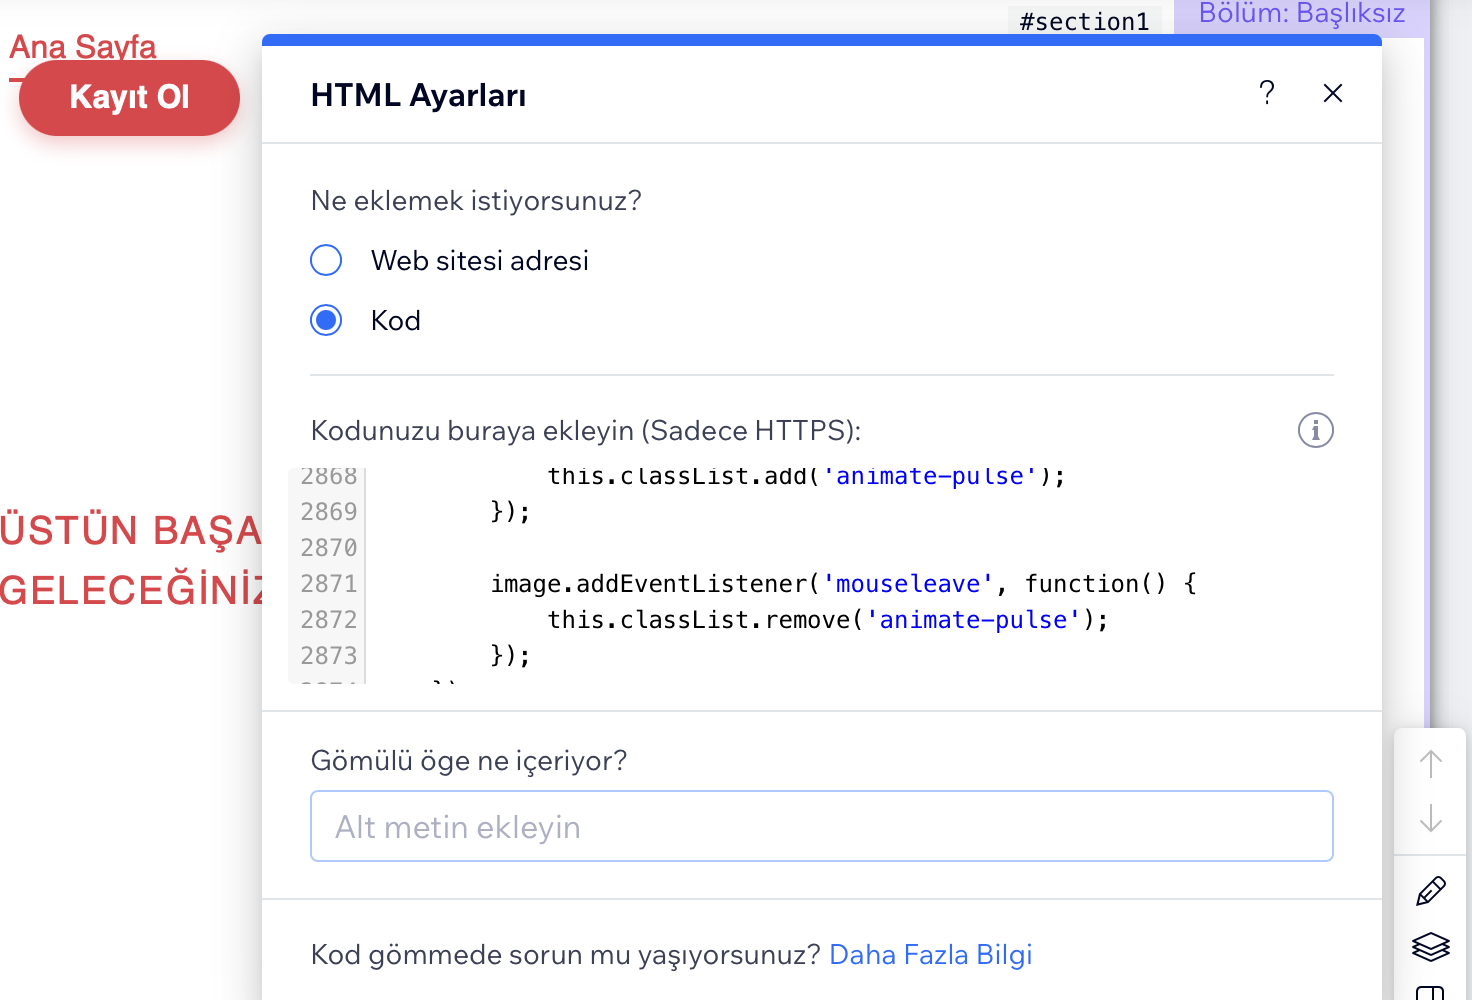 #section1
Bölüm: Başlıksız
Ana Sayfa
Kayıt Ol
HTML Ayarları
?
Ne eklemek istiyorsunuz?
Web sitesi adresi
Kod
Kodunuzu buraya ekleyin (Sadece HTTPS):
2868 this.classList.add('animate-pulse');
2869 });
2870
2871 image.addEventListener('mouseleave', function() {
2872 this.classList.remove('animate-pulse');
2873 });
ÜSTÜN BAŞA
GELECEĞİNİZ
Gömülü öge ne içeriyor?
Alt metin ekleyin
Kod gömmede sorun mu yaşıyorsunuz? Daha Fazla Bilgi